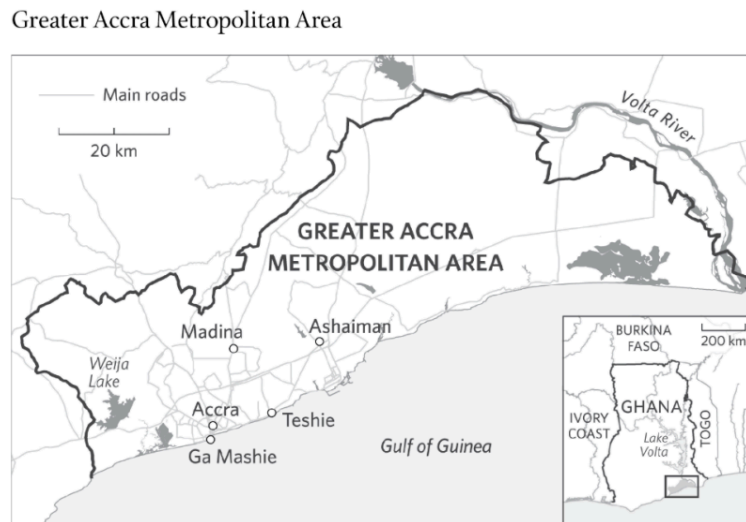 Greater Accra Metropolitan Area
Main roads
20 km
Volta River
GREATER ACCRA
METROPOLITAN AREA
Madina
Ashaiman
Weija
Lake
Accra
Teshie
Ga Mashie
Gulf of Guinea
BURKINA
FASO
200 km
IVORY
COAST
GHANA
TOGO
Lake
Volta